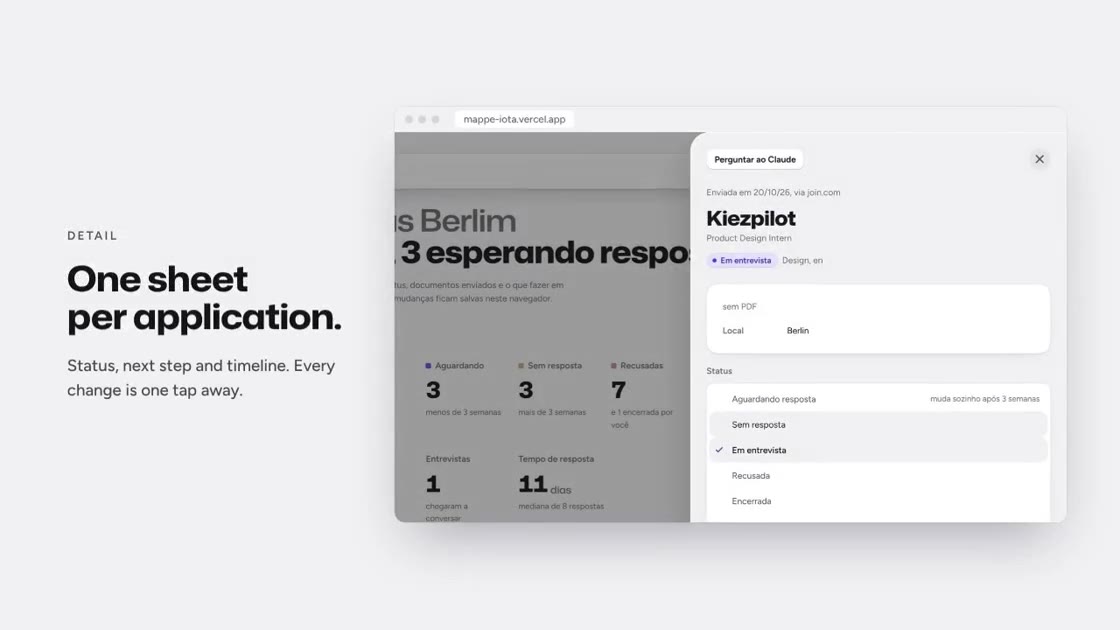 DETAIL
One sheet
per application.
Status, next step and timeline. Every
change is one tap away.
mappe-iota.vercel.app
s Berlim
3 esperando respo
tus, documentos enviados e o que fazer em
mudanças ficam salvas neste navegador.
Aguardando
3
menos de 3 semanas
Sem resposta
3
mais de 3 semanas
Recusadas
7
e 1 encerrada por
você
Entrevistas
1
chegaram a
conversar
Tempo de resposta
11 dias
mediana de 8 respostas
Perguntar ao Claude
Enviada em 20/10/26, via join.com
Kiezpilot
Product Design Intern
Em entrevista Design, en
sem PDF
Local Berlin
Status
Aguardando resposta muda sozinho após 3 semanas
Sem resposta
Em entrevista
Recusada
Encerrada